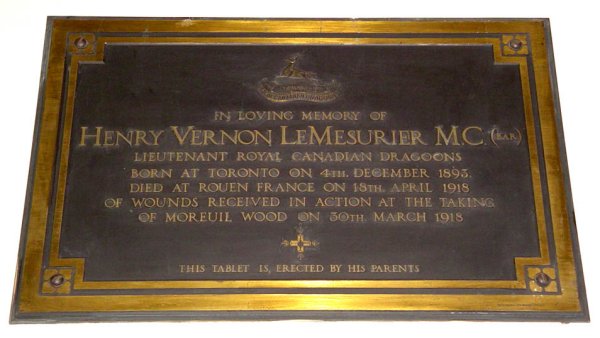 IN LOVING MEMORY OF
HENRY VERNON LEMESURIER M.C. (BAR)
LIEUTENANT ROYAL CANADIAN DRAGOONS
BORN AT TORONTO ON 4TH. DECEMBER 1893.
DIED AT ROUEN FRANCE ON 18TH. APRIL 1918
OF WOUNDS RECEIVED IN ACTION AT THE TAKING
OF MOREUIL WOOD ON 30TH. MARCH 1918
THIS TABLET IS, ERECTED BY HIS PARENTS